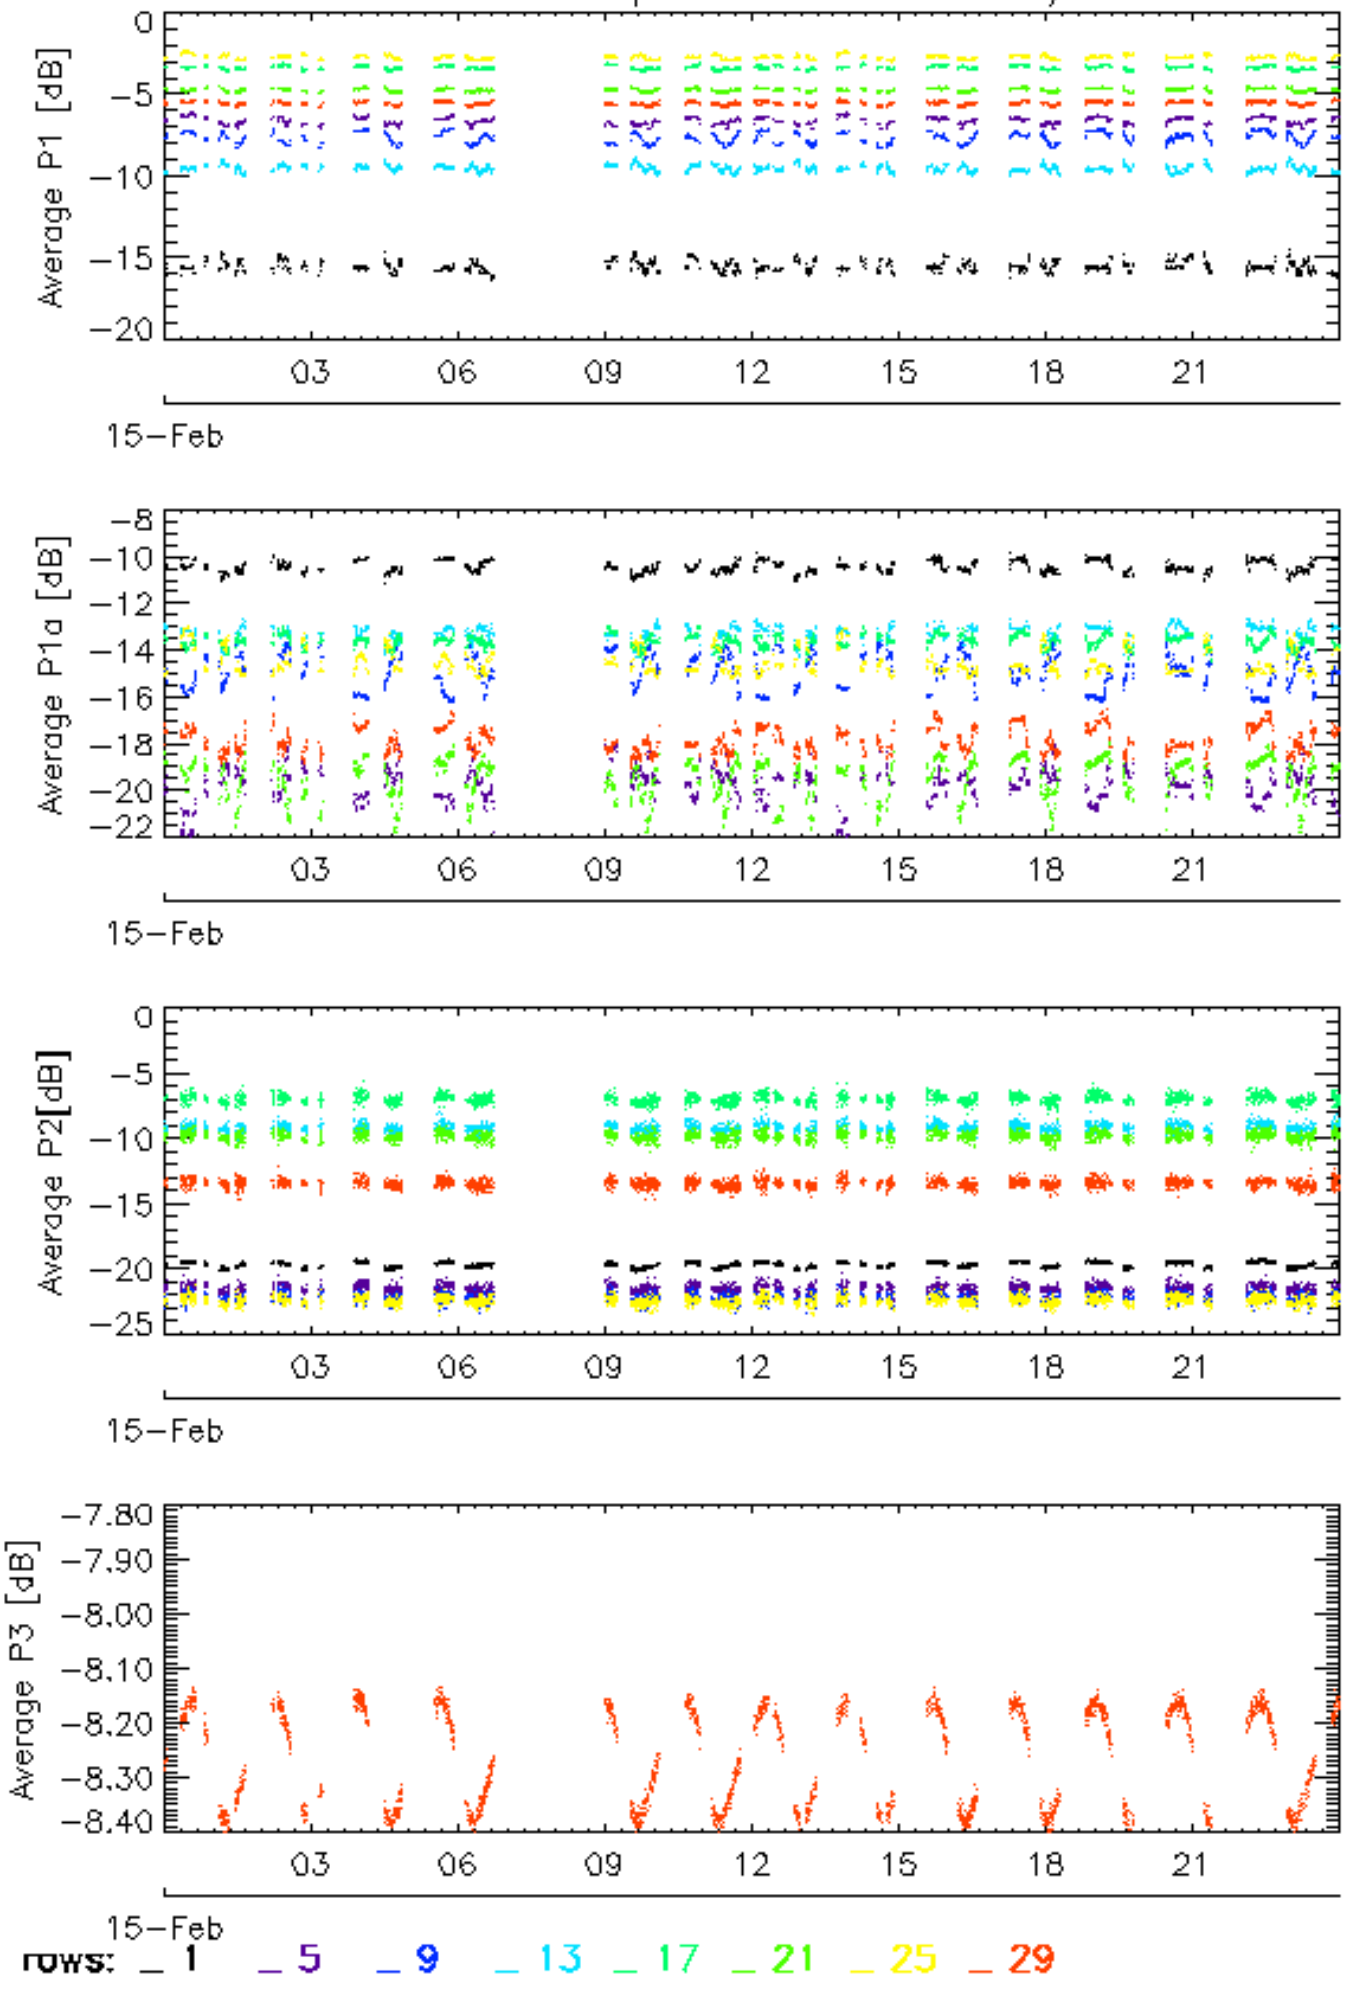 0
−5
−10
−15
−20
Average P1 [dB]
03 06 09 12 15 18 21
15−Feb
−8
−10
−12
−14
−16
−18
−20
−22
Average P1a [dB]
03 06 09 12 15 18 21
15−Feb
0
−5
−10
−15
−20
−25
Average P2[dB]
03 06 09 12 15 18 21
15−Feb
−7.80
−7.90
−8.00
−8.10
−8.20
−8.30
−8.40
Average P3 [dB]
03 06 09 12 15 18 21
15−Feb
rows: _ 1 _ 5 _ 9 _ 13 _ 17 _ 21 _ 25 _ 29